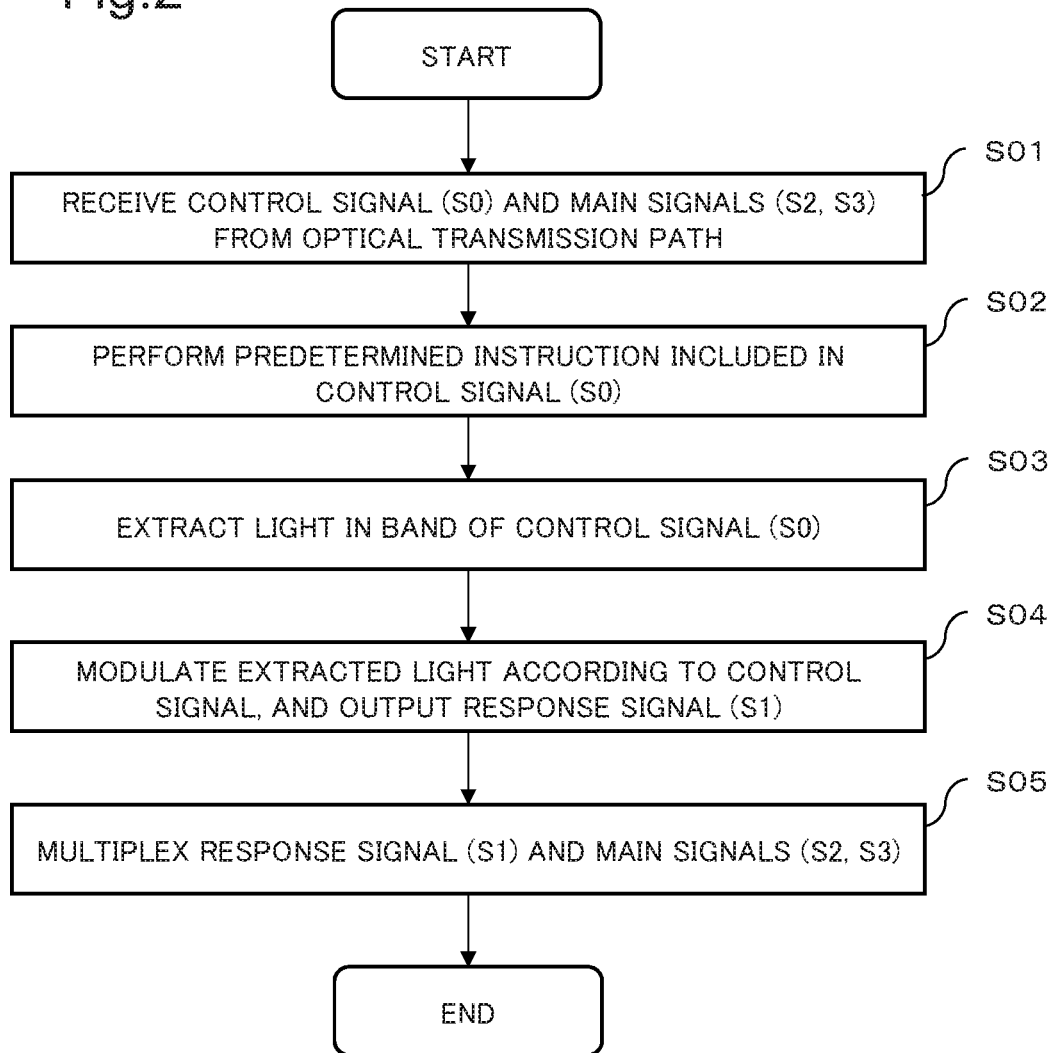 Fig.2
START
S01
RECEIVE CONTROL SIGNAL (S0) AND MAIN SIGNALS (S2, S3)
FROM OPTICAL TRANSMISSION PATH
S02
PERFORM PREDETERMINED INSTRUCTION INCLUDED IN
CONTROL SIGNAL (S0)
S03
EXTRACT LIGHT IN BAND OF CONTROL SIGNAL (S0)
S04
MODULATE EXTRACTED LIGHT ACCORDING TO CONTROL
SIGNAL, AND OUTPUT RESPONSE SIGNAL (S1)
S05
MULTIPLEX RESPONSE SIGNAL (S1) AND MAIN SIGNALS (S2, S3)
END